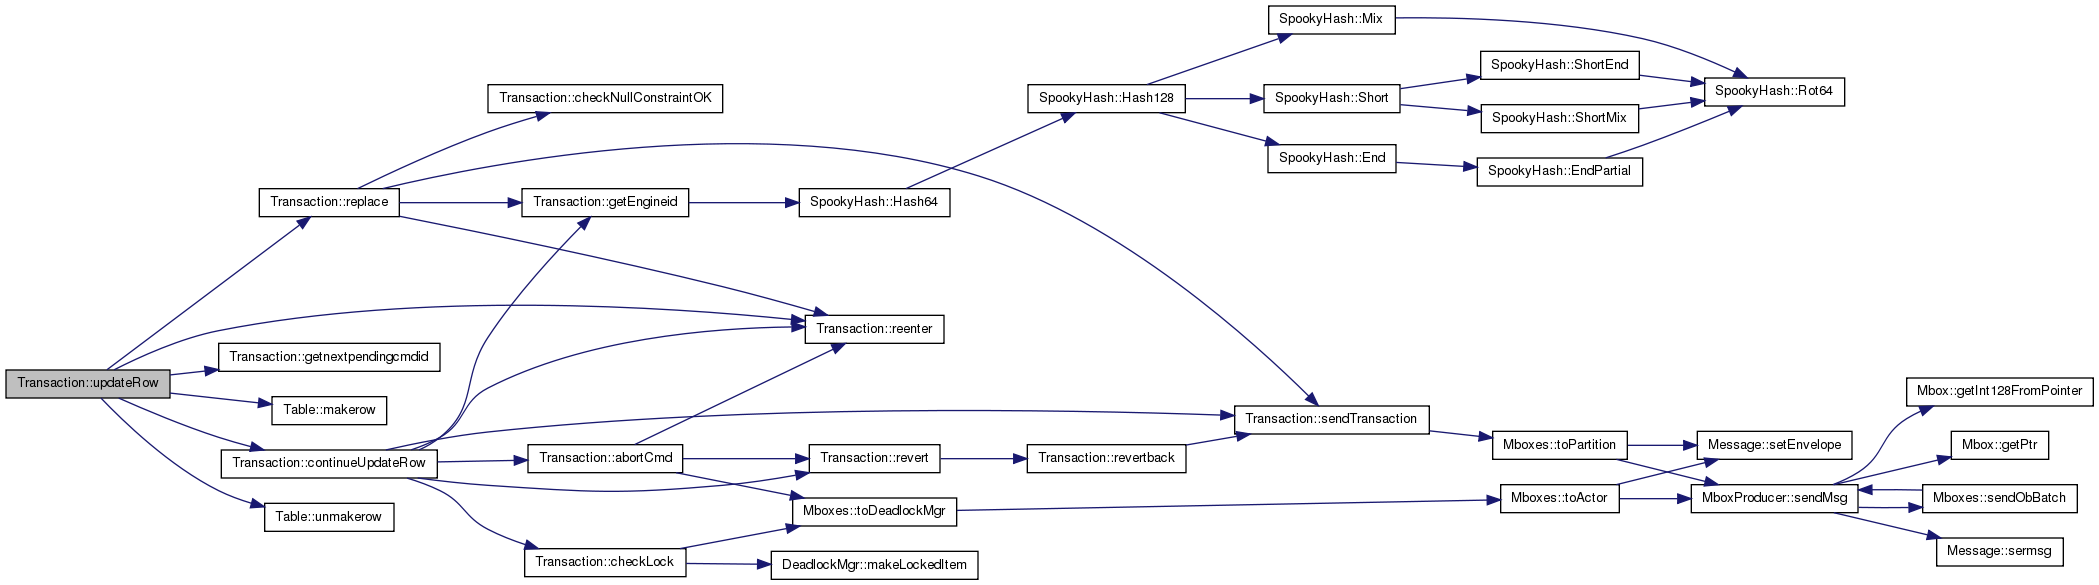 SpookyHash::Mix
SpookyHash::ShortEnd
Transaction::checkNullConstraintOK
SpookyHash::Hash128
SpookyHash::Short
SpookyHash::Rot64
SpookyHash::ShortMix
SpookyHash::End
SpookyHash::EndPartial
Transaction::replace
Transaction::getEngineid
SpookyHash::Hash64
Transaction::reenter
Transaction::getnextpendingcmdid
Transaction::updateRow
Mbox::getInt128FromPointer
Table::makerow
Transaction::sendTransaction
Mboxes::toPartition
Message::setEnvelope
Mbox::getPtr
Transaction::continueUpdateRow
Transaction::abortCmd
Transaction::revert
Transaction::revertback
Mboxes::toActor
MboxProducer::sendMsg
Mboxes::sendObBatch
Table::unmakerow
Mboxes::toDeadlockMgr
Message::sermsg
Transaction::checkLock
DeadlockMgr::makeLockedItem